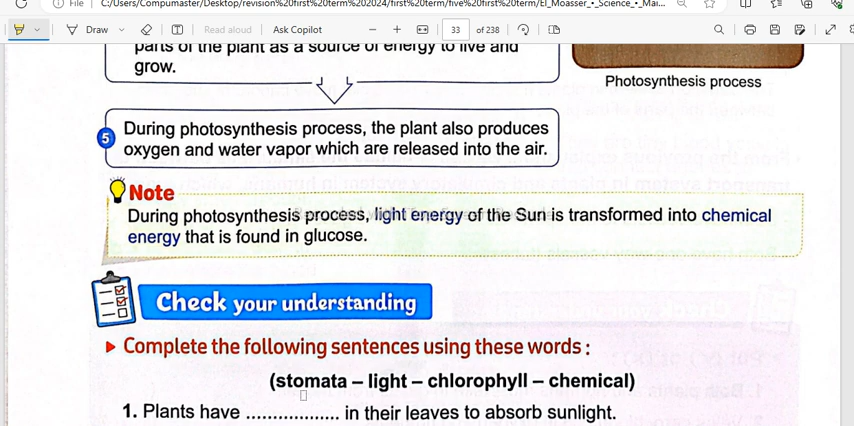 File | C:/Users/Compumaster/Desktop/revision%20first%20term%202024/first%20term/five%20first%20term/El_Moasser_•_Science_•_Mai...
Draw
Read aloud
Ask Copilot
33 of 238
parts of the plant as a source of energy to live and
grow.
Photosynthesis process
5 During photosynthesis process, the plant also produces
oxygen and water vapor which are released into the air.
Note
During photosynthesis process, light energy of the Sun is transformed into chemical
energy that is found in glucose.
Check your understanding
Complete the following sentences using these words :
(stomata – light – chlorophyll – chemical)
1. Plants have .................. in their leaves to absorb sunlight.